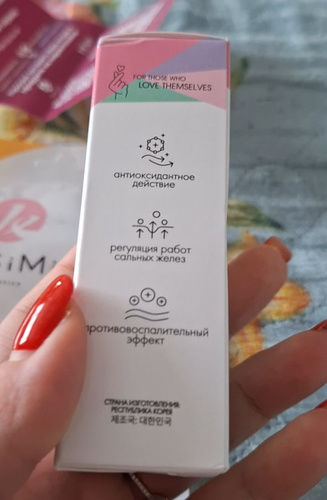 FOR THOSE WHO
LOVE THEMSELVES
антиоксидантное
действие
регуляция работ
сальных желез
противовоспалительный
эффект
СТРАНА ИЗГОТОВЛЕНИЯ:
РЕСПУБЛИКА КОРЕЯ
제조국: 대한민국